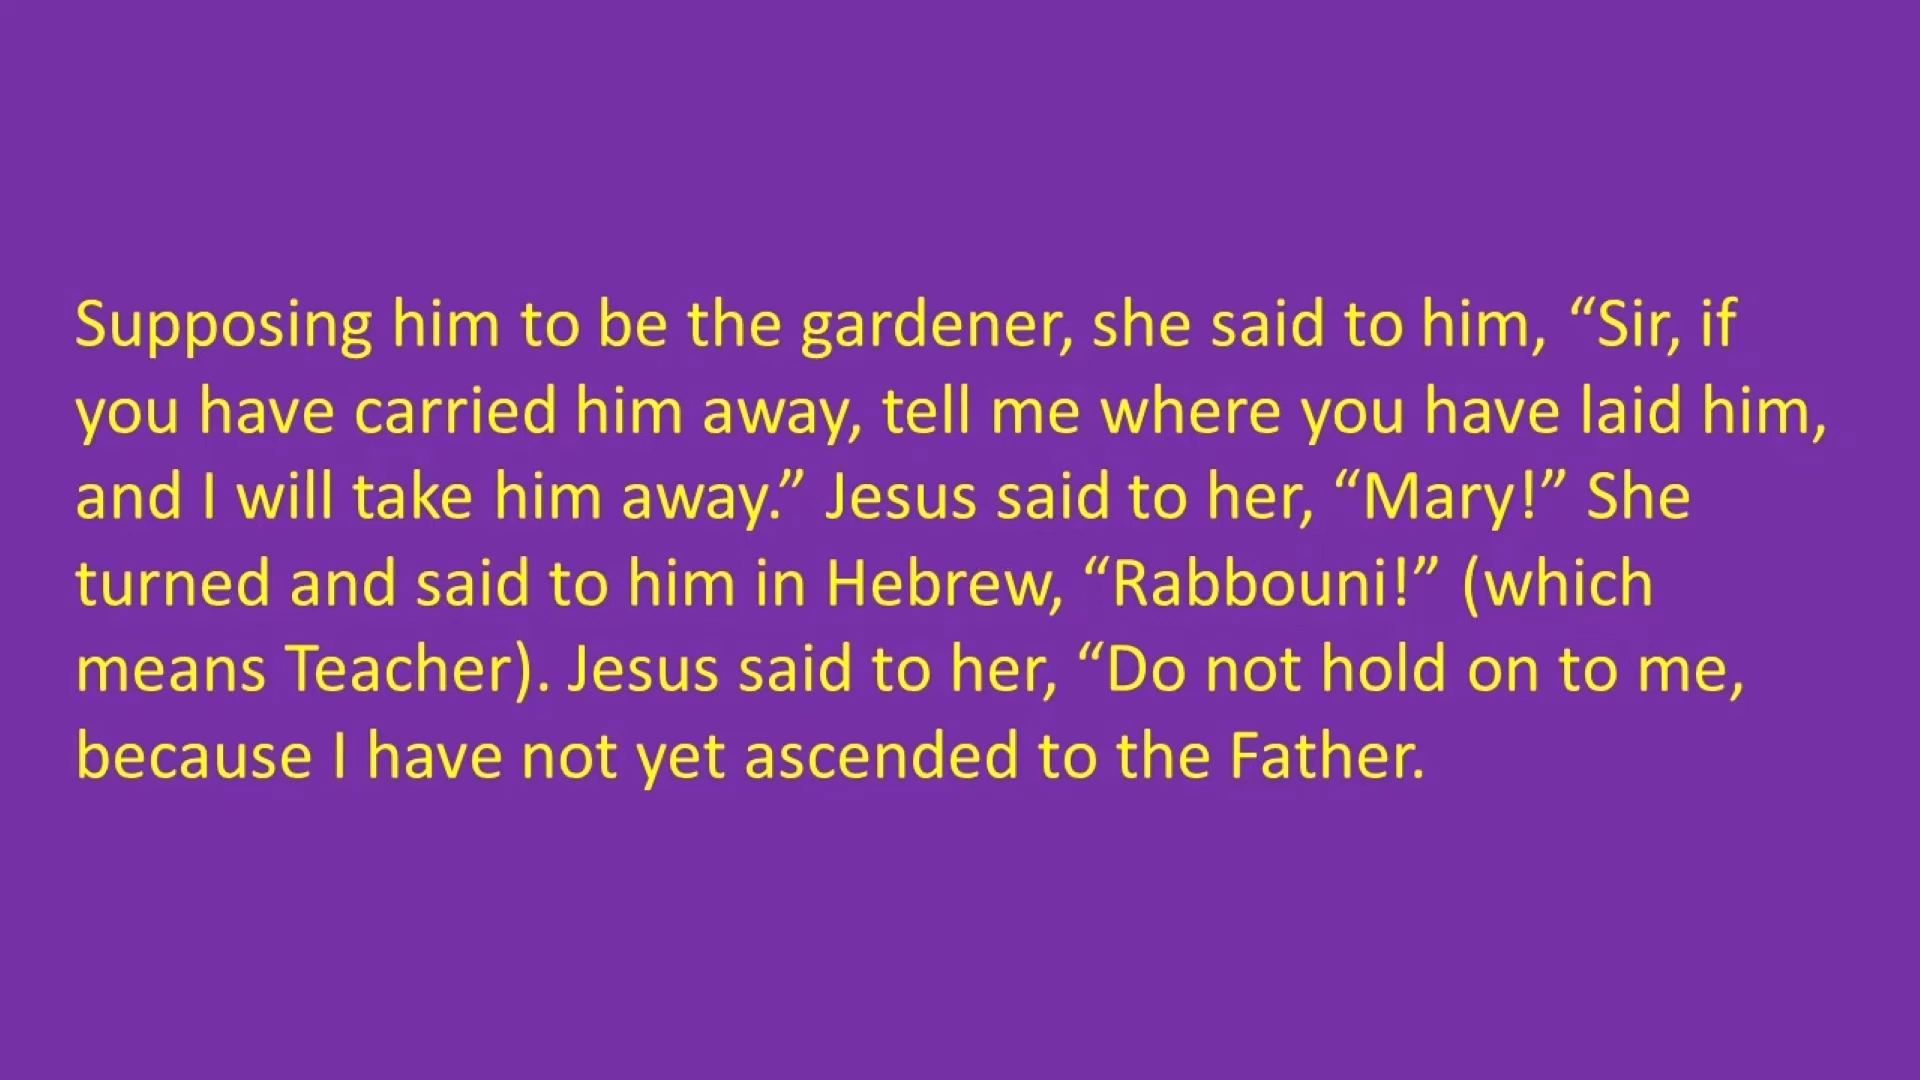 Supposing him to be the gardener, she said to him, “Sir, if
you have carried him away, tell me where you have laid him,
and I will take him away.” Jesus said to her, “Mary!” She
turned and said to him in Hebrew, “Rabbouni!” (which
means Teacher). Jesus said to her, “Do not hold on to me,
because I have not yet ascended to the Father.